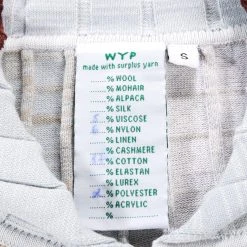 WYP
made with surplus yarn
S
% WOOL
% MOHAIR
% ALPACA
% SILK
% VISCOSE
% NYLON
% LINEN
% CASHMERE
% COTTON
% ELASTAN
% LUREX
% POLYESTER
% ACRYLIC
%